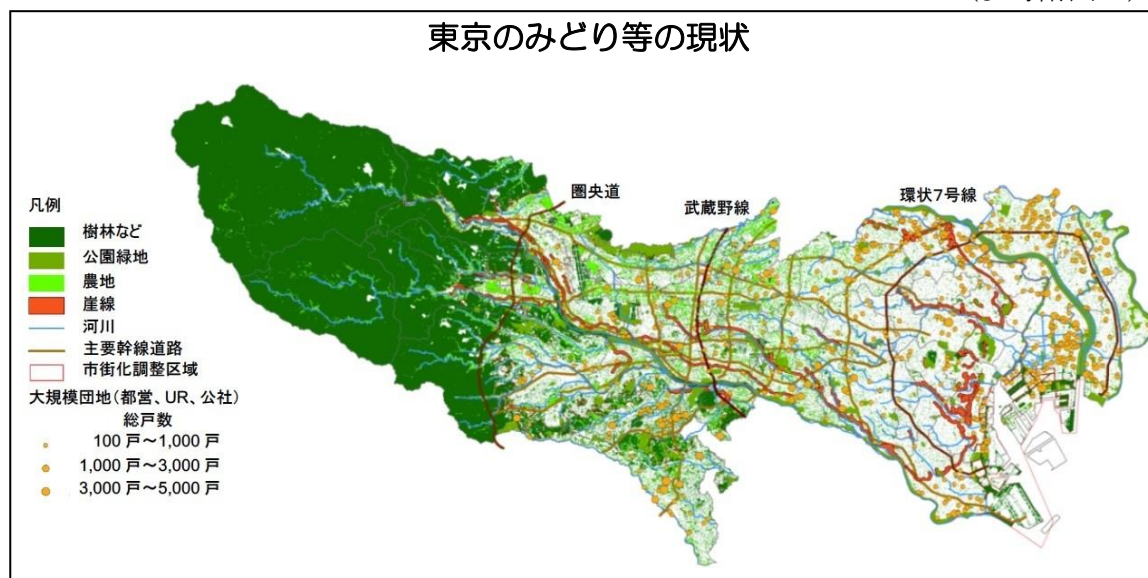 東京のみどり等の現状
圏央道
武蔵野線
環状7号線
凡例
樹林など
公園緑地
農地
崖線
河川
主要幹線道路
市街化調整区域
大規模団地(都営、UR、公社)
総戸数
100 戸～1,000 戸
1,000 戸～3,000 戸
3,000 戸～5,000 戸